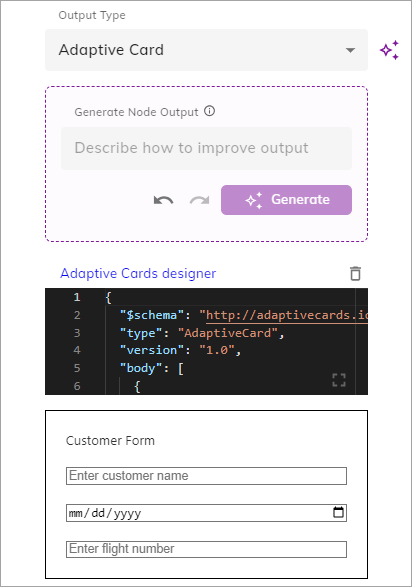 Output Type
Adaptive Card
Generate Node Output
Describe how to improve output
Generate
Adaptive Cards designer
1 {
2 "$schema": "http://adaptivecards.io
3 "type": "AdaptiveCard",
4 "version": "1.0",
5 "body": [
6 {
Customer Form
Enter customer name
mm/dd/yyyy
Enter flight number